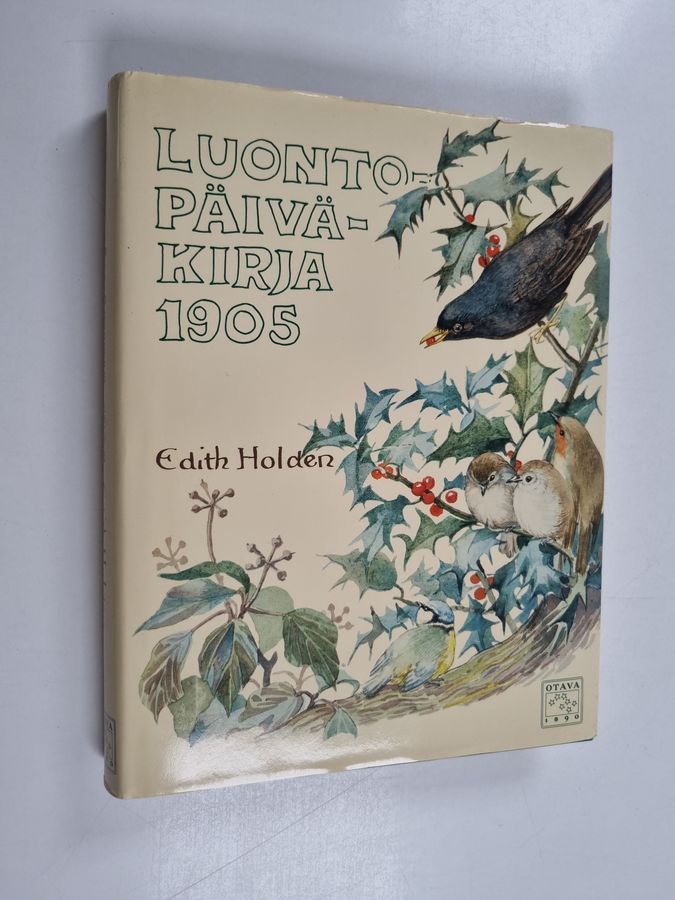 LUONTO-
PÄIVÄ-
KIRJA
1905
Edith Holden
OTAVA
1890